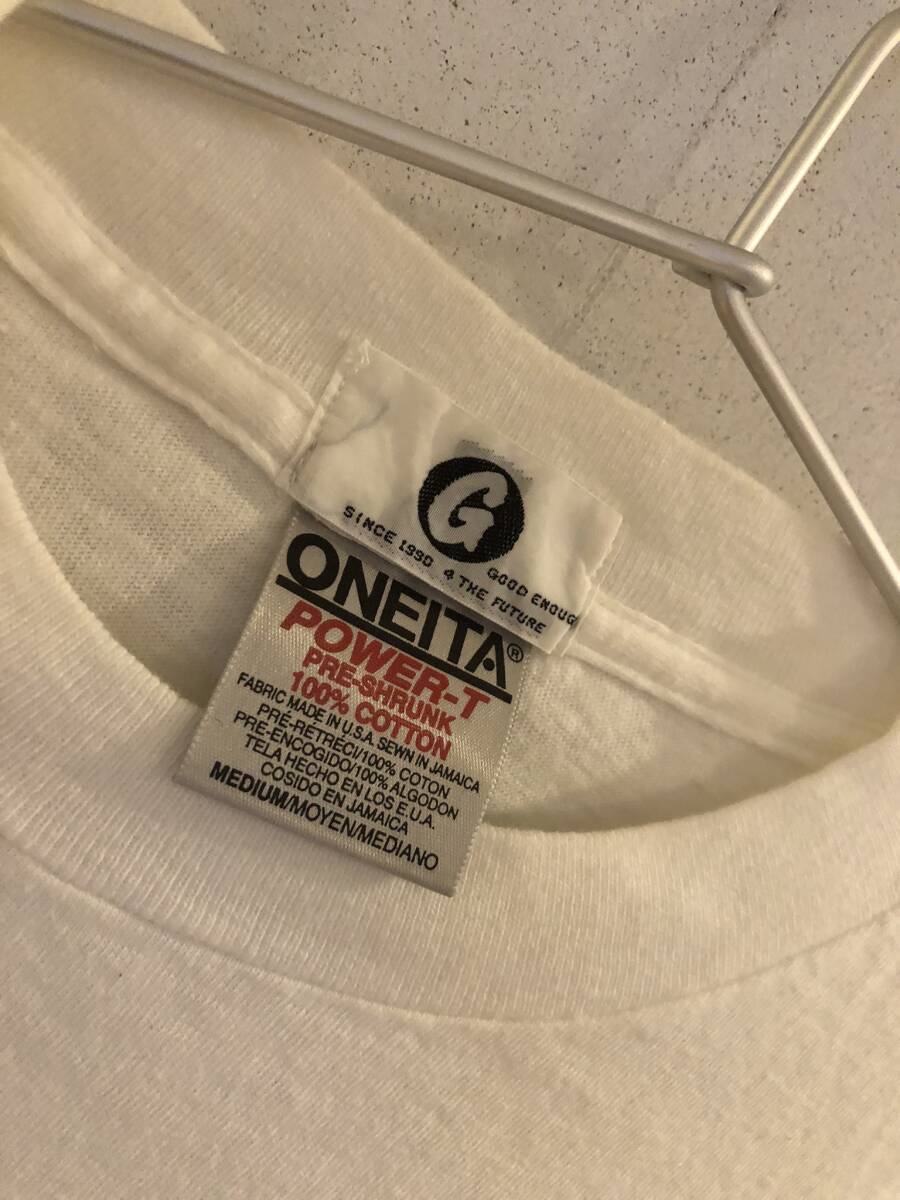 G
SINCE 1990 4 THE FUTURE
GOOD ENOUG
ONEITA®
POWER-T
PRE-SHRUNK
100% COTTON
FABRIC MADE IN U.S.A. SEWN IN JAMAICA
PRÉ-RÉTRECI/100% COTON
PRE-ENCOGIDO/100% ALGODON
TELA HECHO EN LOS E.U.A.
COSIDO EN JAMAICA
MEDIUM/MOYEN/MEDIANO